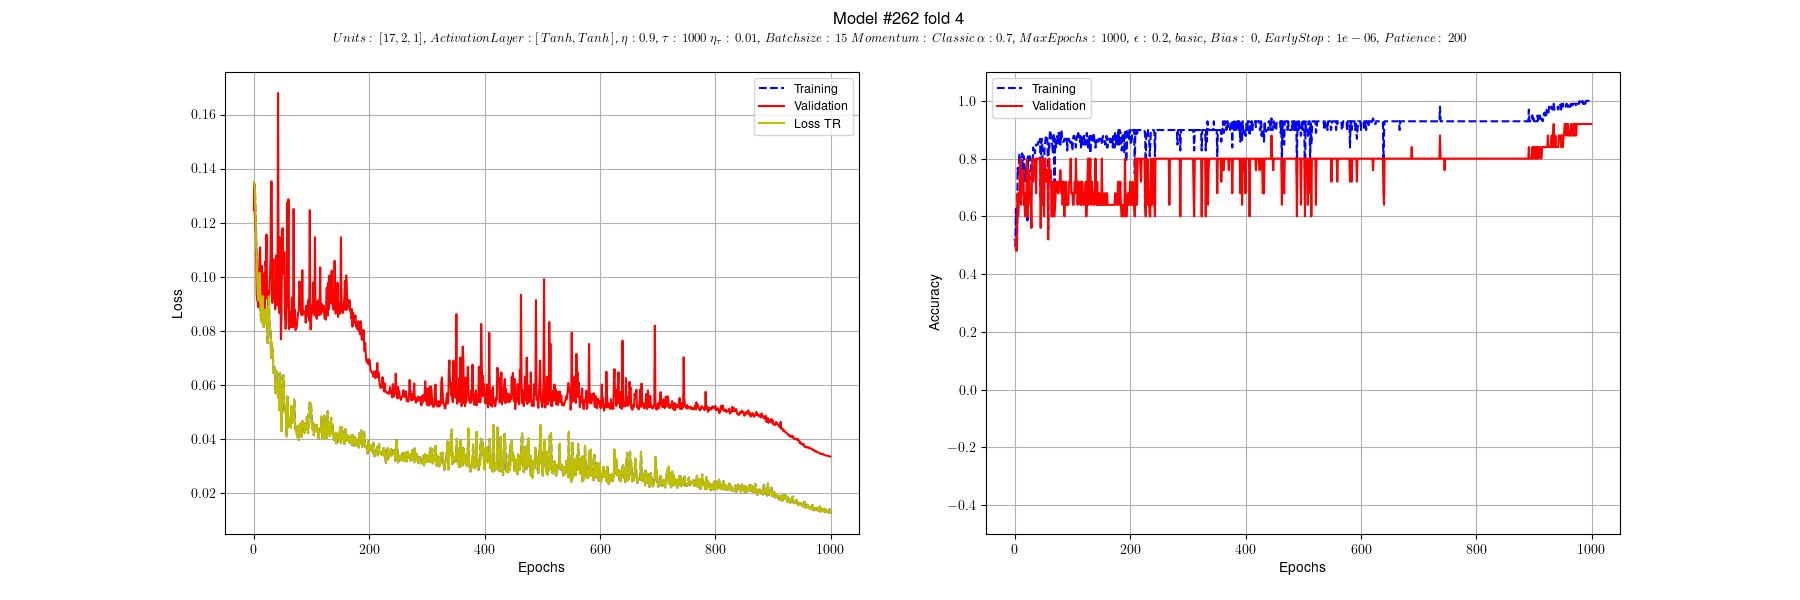 Model #262 fold 4
Units : [17, 2, 1], ActivationLayer : [Tanh, Tanh], η : 0.9, τ : 1000 ητ : 0.01, Batchsize : 15 Momentum : Classic α : 0.7, MaxEpochs : 1000, ϵ : 0.2, basic, Bias : 0, EarlyStop : 1e − 06, Patience : 200
Training
Validation
Loss TR
0.16
0.14
0.12
0.10
0.08
0.06
0.04
0.02
Loss
0 200 400 600 800 1000
Epochs
Training
Validation
1.0
0.8
0.6
0.4
0.2
0.0
−0.2
−0.4
Accuracy
0 200 400 600 800 1000
Epochs